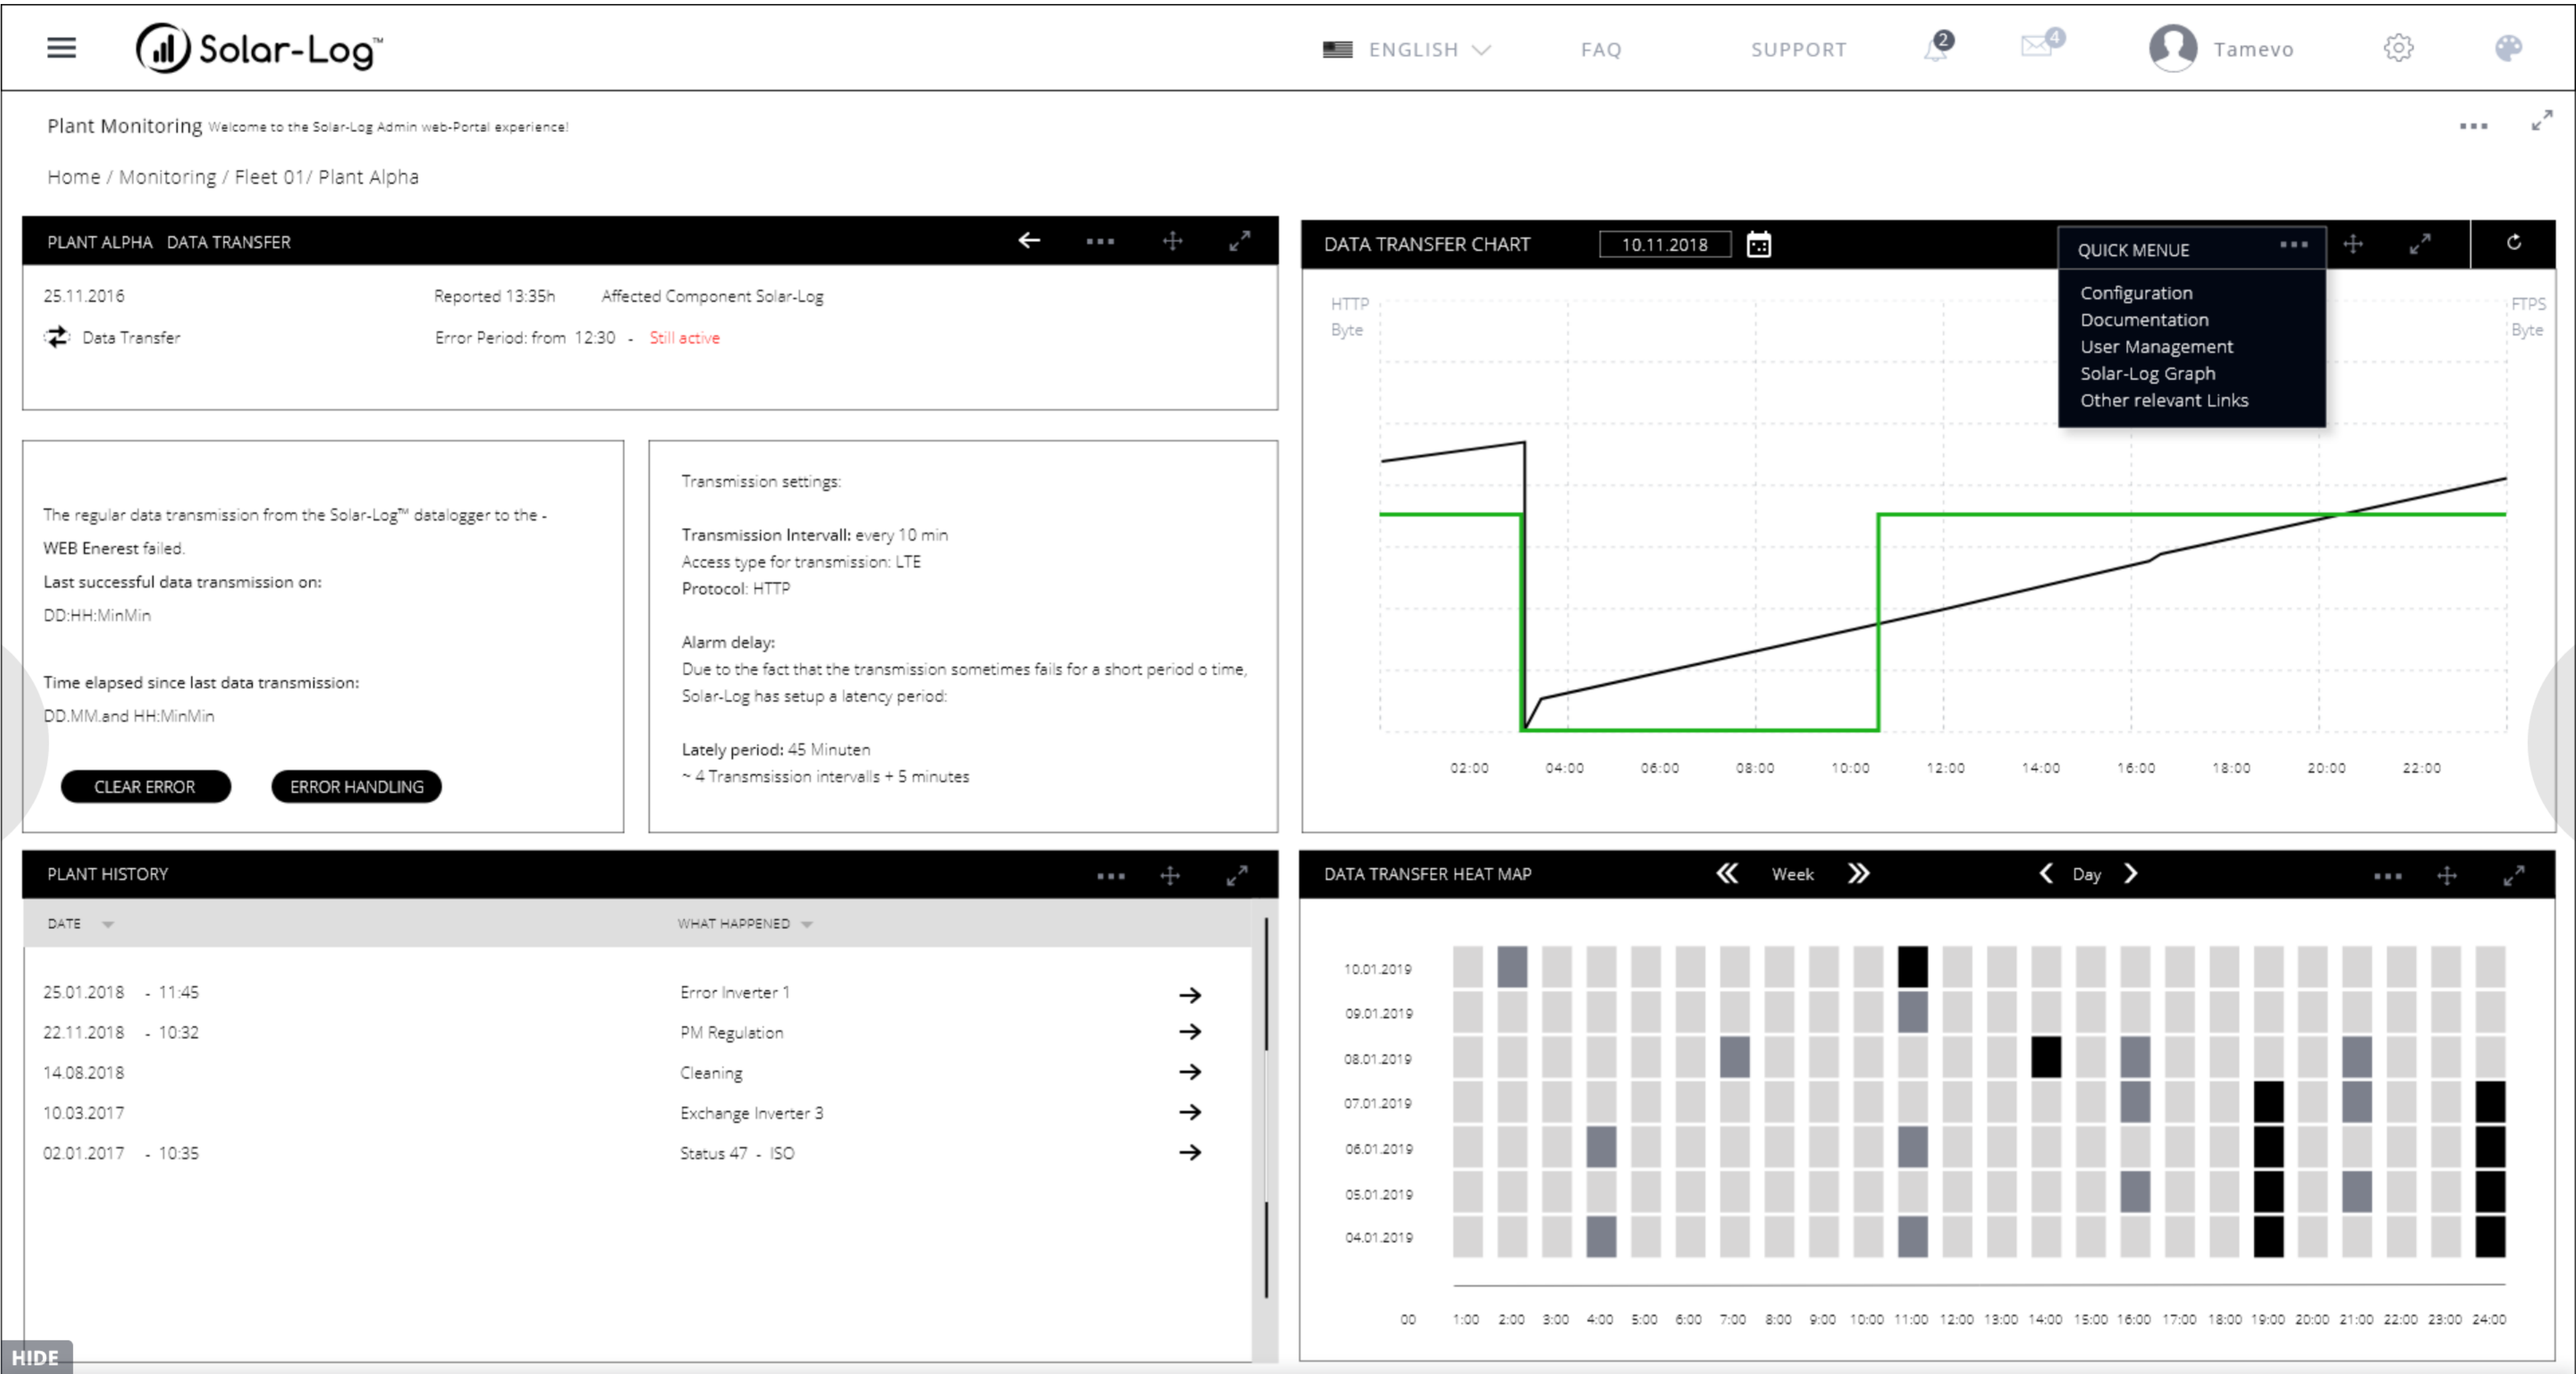 Solar-Log™
ENGLISH
FAQ
SUPPORT
2
4
Tamevo
Plant Monitoring Welcome to the Solar-Log Admin web-Portal experience!
Home / Monitoring / Fleet 01/ Plant Alpha
PLANT ALPHA DATA TRANSFER
25.11.2016 Reported 13:35h Affected Component Solar-Log
Data Transfer Error Period: from 12:30 - Still active
The regular data transmission from the Solar-Log™ datalogger to the -
WEB Enerest failed.
Last successful data transmission on:
DD:HH:MinMin
Time elapsed since last data transmission:
DD.MM.and HH:MinMin
CLEAR ERROR
ERROR HANDLING
Transmission settings:
Transmission Intervall: every 10 min
Access type for transmission: LTE
Protocol: HTTP
Alarm delay:
Due to the fact that the transmission sometimes fails for a short period o time,
Solar-Log has setup a latency period:
Lately period: 45 Minuten
~ 4 Transmsission intervalls + 5 minutes
DATA TRANSFER CHART
10.11.2018
QUICK MENUE
Configuration
Documentation
User Management
Solar-Log Graph
Other relevant Links
HTTP
Byte
FTPS
Byte
02:00 04:00 06:00 08:00 10:00 12:00 14:00 16:00 18:00 20:00 22:00
PLANT HISTORY
DATE WHAT HAPPENED
25.01.2018 - 11:45 Error Inverter 1
22.11.2018 - 10:32 PM Regulation
14.08.2018 Cleaning
10.03.2017 Exchange Inverter 3
02.01.2017 - 10:35 Status 47 - ISO
HIDE
DATA TRANSFER HEAT MAP
Week
Day
10.01.2019
09.01.2019
08.01.2019
07.01.2019
06.01.2019
05.01.2019
04.01.2019
00 1:00 2:00 3:00 4:00 5:00 6:00 7:00 8:00 9:00 10:00 11:00 12:00 13:00 14:00 15:00 16:00 17:00 18:00 19:00 20:00 21:00 22:00 23:00 24:00